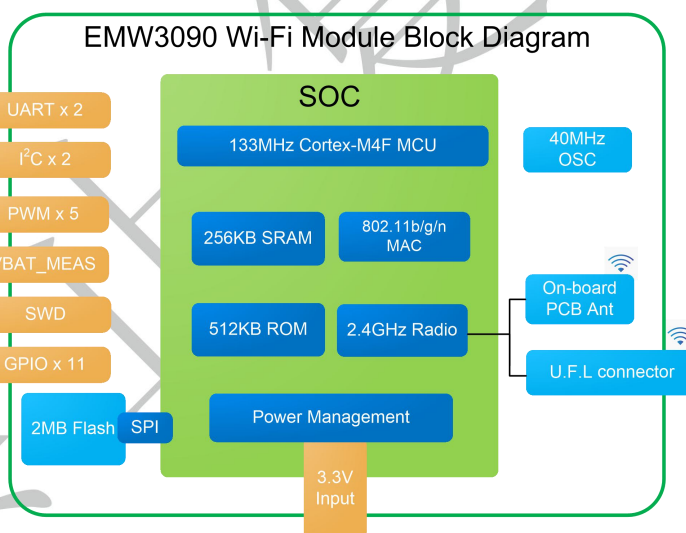 EMW3090 Wi-Fi Module Block Diagram
SOC
UART x 2
133MHz Cortex-M4F MCU
40MHz
OSC
I²C x 2
PWM x 5
256KB SRAM
802.11b/g/n
MAC
VBAT_MEAS
On-board
PCB Ant
SWD
512KB ROM
2.4GHz Radio
GPIO x 11
U.F.L connector
2MB Flash
SPI
Power Management
3.3V
Input